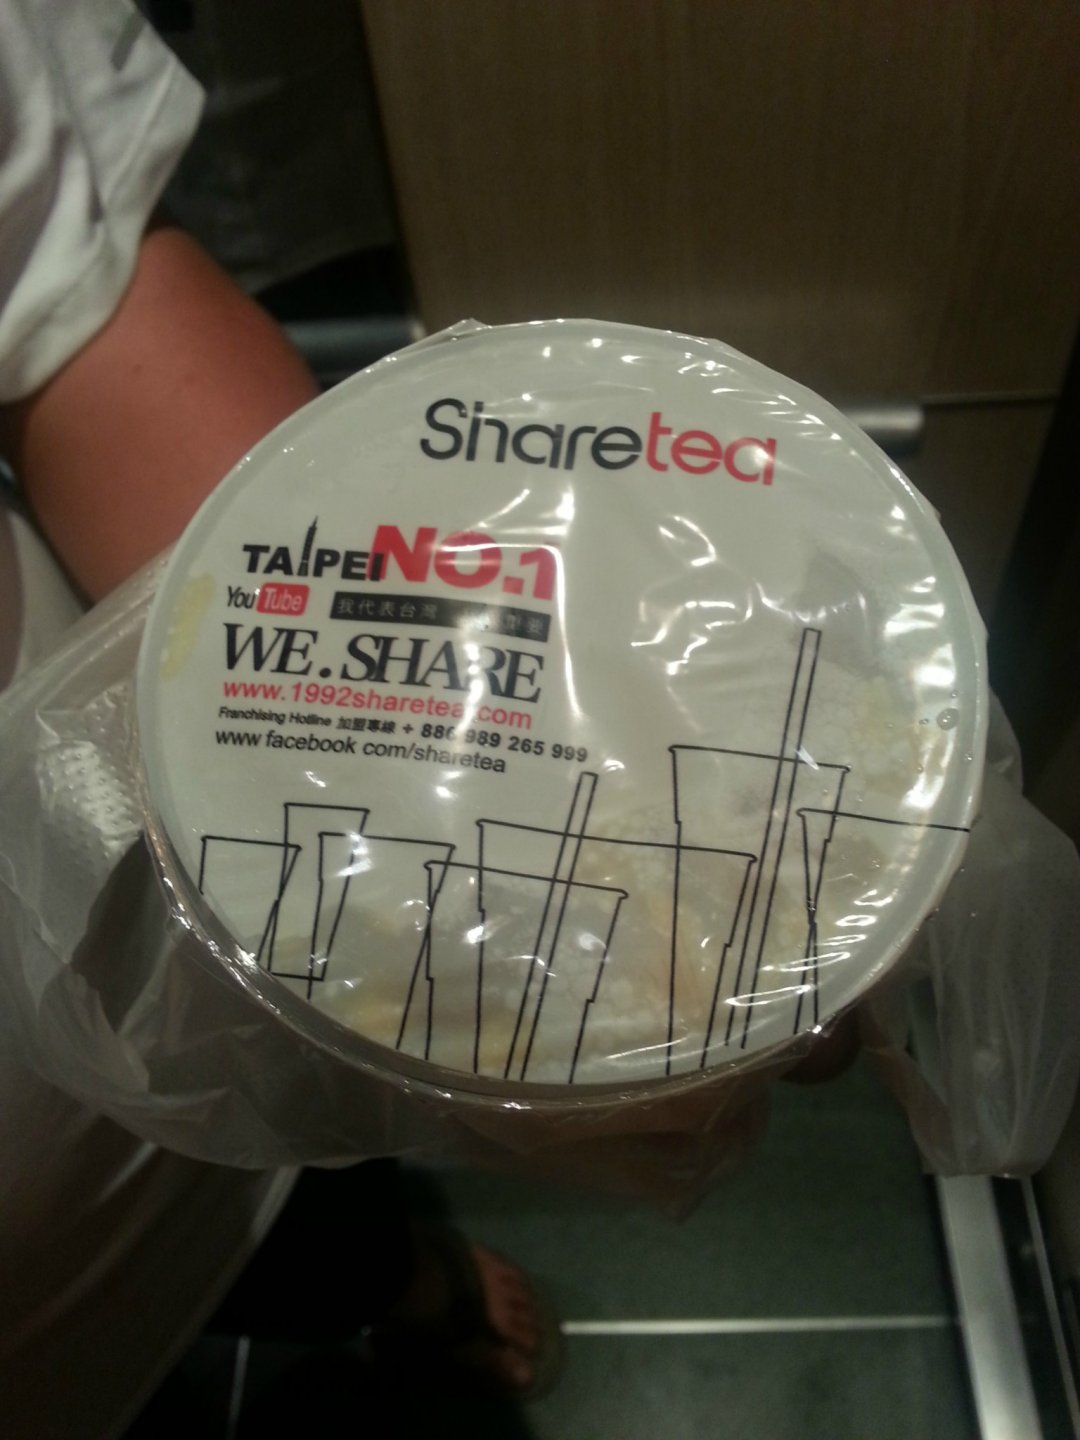 Sharetea
TAIPEI NO.1
YouTube 我代表台灣
WE.SHARE
www.1992sharetea.com
Franchising Hotline 加盟專線 + 886 989 265 999
www facebook com/sharetea